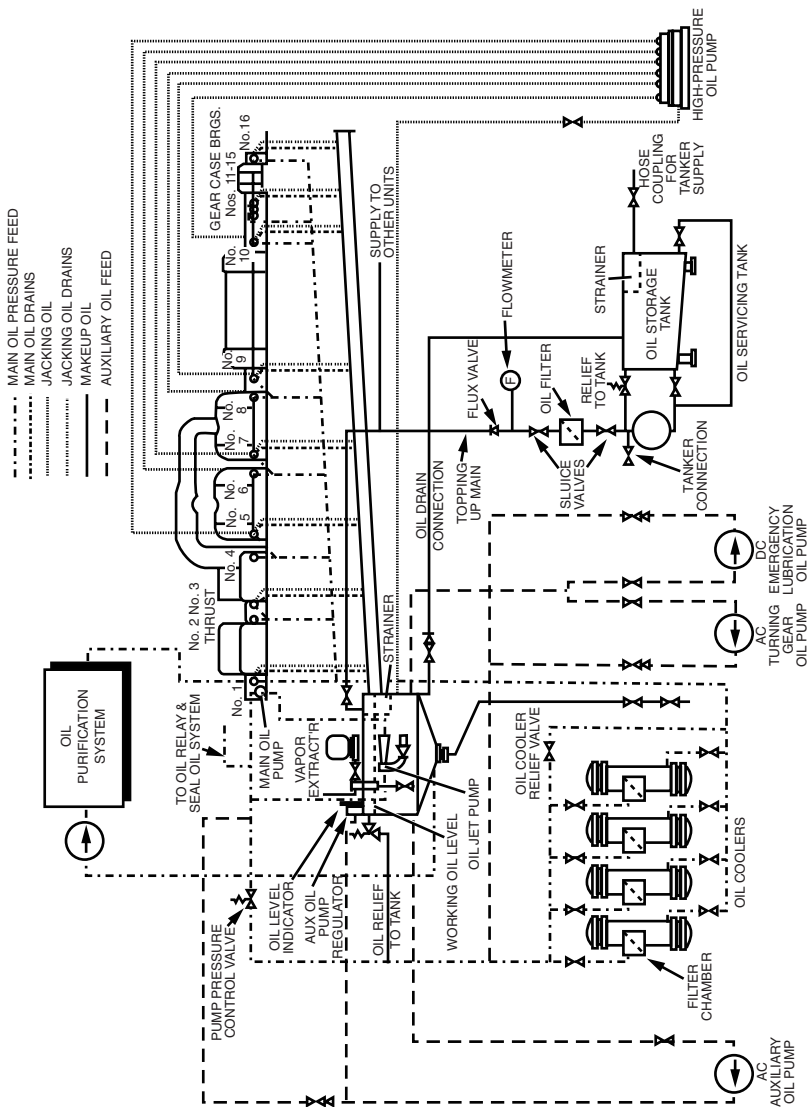 MAIN OIL PRESSURE FEED
MAIN OIL DRAINS
JACKING OIL
JACKING OIL DRAINS
MAKEUP OIL
AUXILIARY OIL FEED
OIL
PURIFICATION
SYSTEM
TO OIL RELAY &
SEAL OIL SYSTEM
PUMP PRESSURE
CONTROL VALVE
No. 1
No. 2 No. 3
THRUST
No. 4
No.
5
No.
6
No.
7
No.
8
No.
9
No.
10
GEAR CASE BRGS.
Nos. 11-15
No.16
MAIN OIL
PUMP
VAPOR
EXTRACT'R
STRAINER
OIL LEVEL
INDICATOR
AUX OIL
PUMP
REGULATOR
OIL RELIEF
TO TANK
WORKING OIL LEVEL
OIL JET PUMP
OIL DRAIN
CONNECTION
TOPPING
UP MAIN
SUPPLY TO
OTHER UNITS
FLUX VALVE
FLOWMETER
F
OIL FILTER
SLUICE
VALVES
RELIEF
TO TANK
TANKER
CONNECTION
STRAINER
OIL STORAGE
TANK
OIL SERVICING TANK
HOSE
COUPLING
FOR
TANKER
SUPPLY
HIGH-PRESSURE
OIL PUMP
OIL COOLER
RELIEF VALVE
OIL COOLERS
FILTER
CHAMBER
AC
AUXILIARY
OIL PUMP
AC
TURNING
GEAR
OIL PUMP
DC
EMERGENCY
LUBRICATION
OIL PUMP